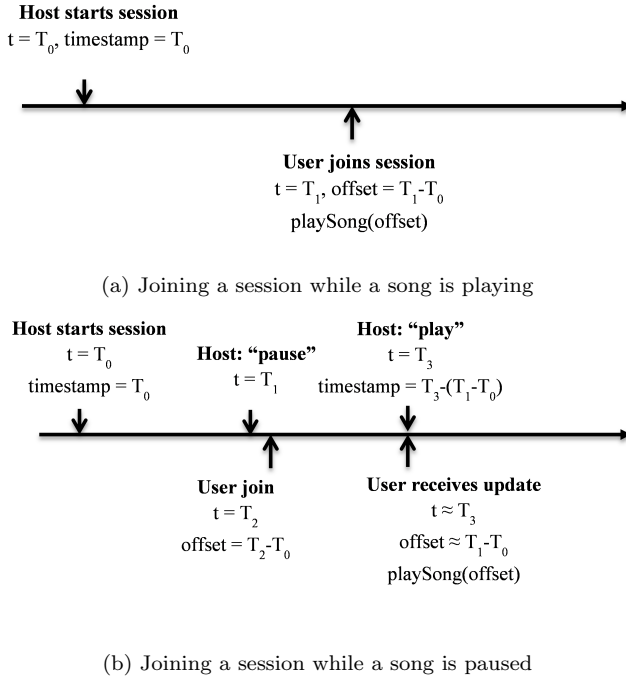 Host starts session
t = T₀, timestamp = T₀
User joins session
t = T₁, offset = T₁-T₀
playSong(offset)
(a) Joining a session while a song is playing
Host starts session
t = T₀
timestamp = T₀
Host: “pause”
t = T₁
Host: “play”
t = T₃
timestamp = T₃-(T₁-T₀)
User join
t = T₂
offset = T₂-T₀
User receives update
t ≈ T₃
offset ≈ T₁-T₀
playSong(offset)
(b) Joining a session while a song is paused